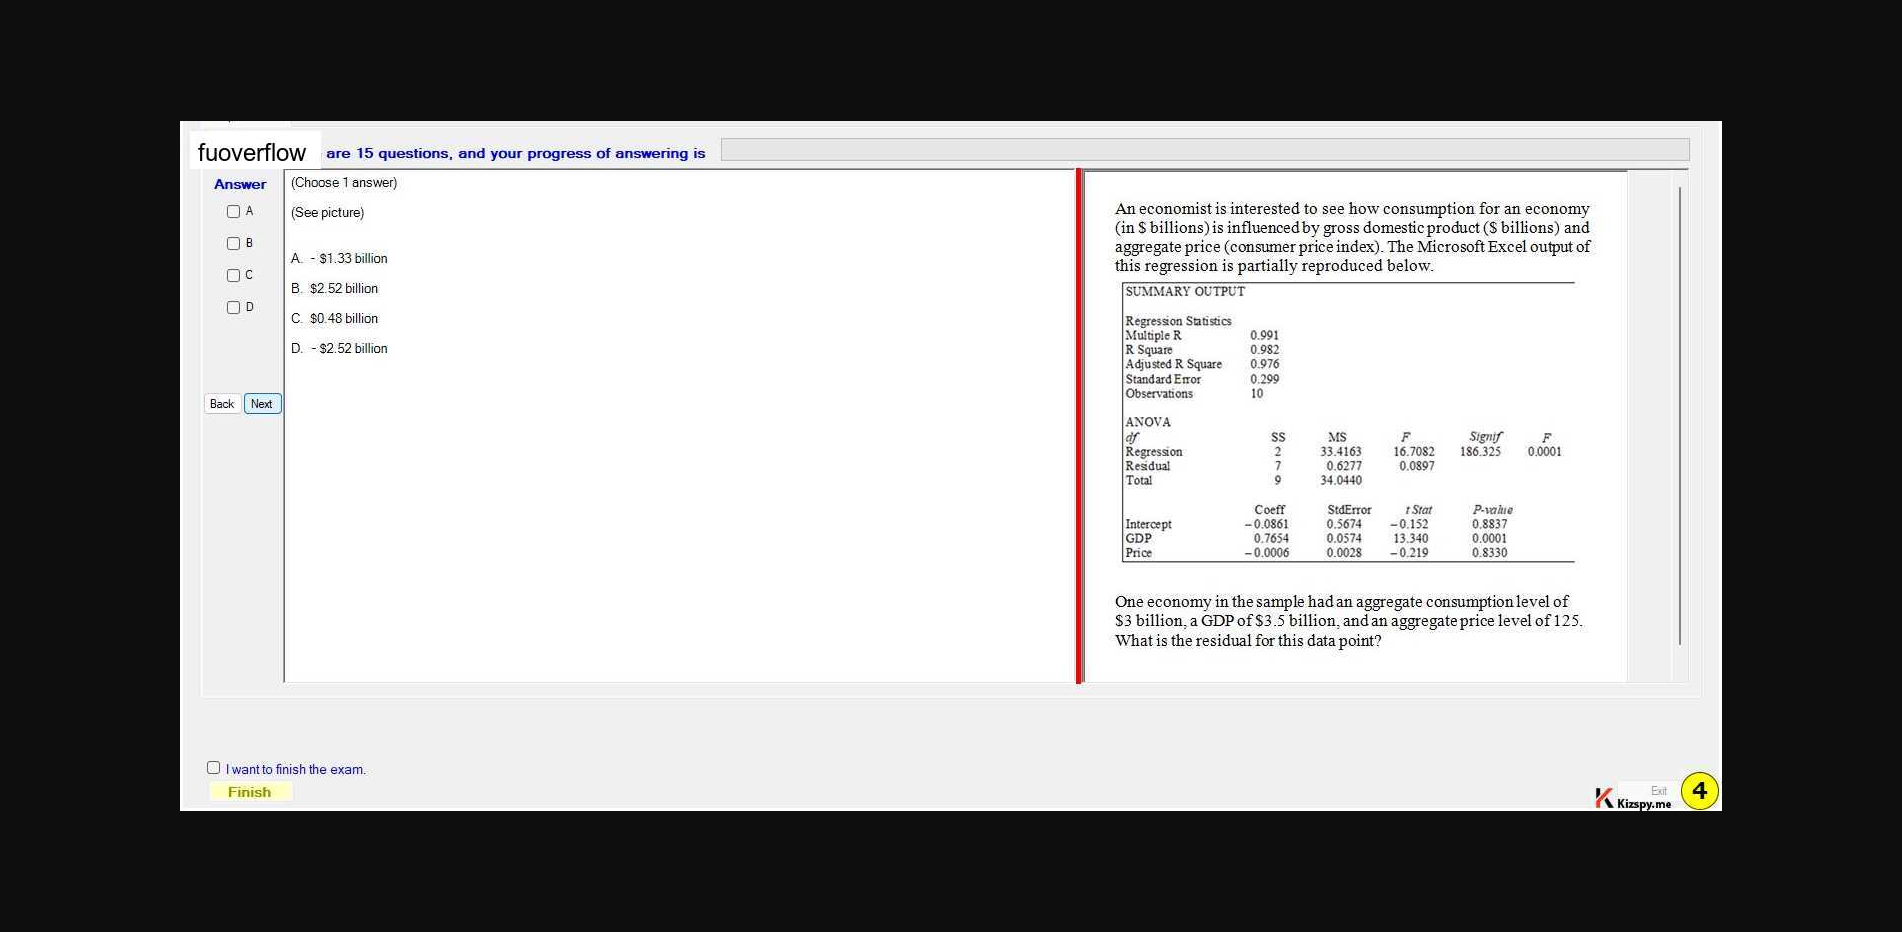 fuoverflow are 15 questions, and your progress of answering is
Answer
A
B
C
D
Back Next
(Choose 1 answer)
(See picture)
A. - $1.33 billion
B. $2.52 billion
C. $0.48 billion
D. - $2.52 billion
An economist is interested to see how consumption for an economy
(in $ billions) is influenced by gross domestic product ($ billions) and
aggregate price (consumer price index). The Microsoft Excel output of
this regression is partially reproduced below.
SUMMARY OUTPUT
Regression Statistics
Multiple R 0.991
R Square 0.982
Adjusted R Square 0.976
Standard Error 0.299
Observations 10
ANOVA
df SS MS F Signif F
Regression 2 33.4163 16.7082 186.325 0.0001
Residual 7 0.6277 0.0897
Total 9 34.0440
Coeff StdError t Stat P-value
Intercept -0.0861 0.5674 -0.152 0.8837
GDP 0.7654 0.0574 13.340 0.0001
Price -0.0006 0.0028 -0.219 0.8330
One economy in the sample had an aggregate consumption level of
$3 billion, a GDP of $3.5 billion, and an aggregate price level of 125.
What is the residual for this data point?
I want to finish the exam.
Finish
Exit
Kizspy.me
4